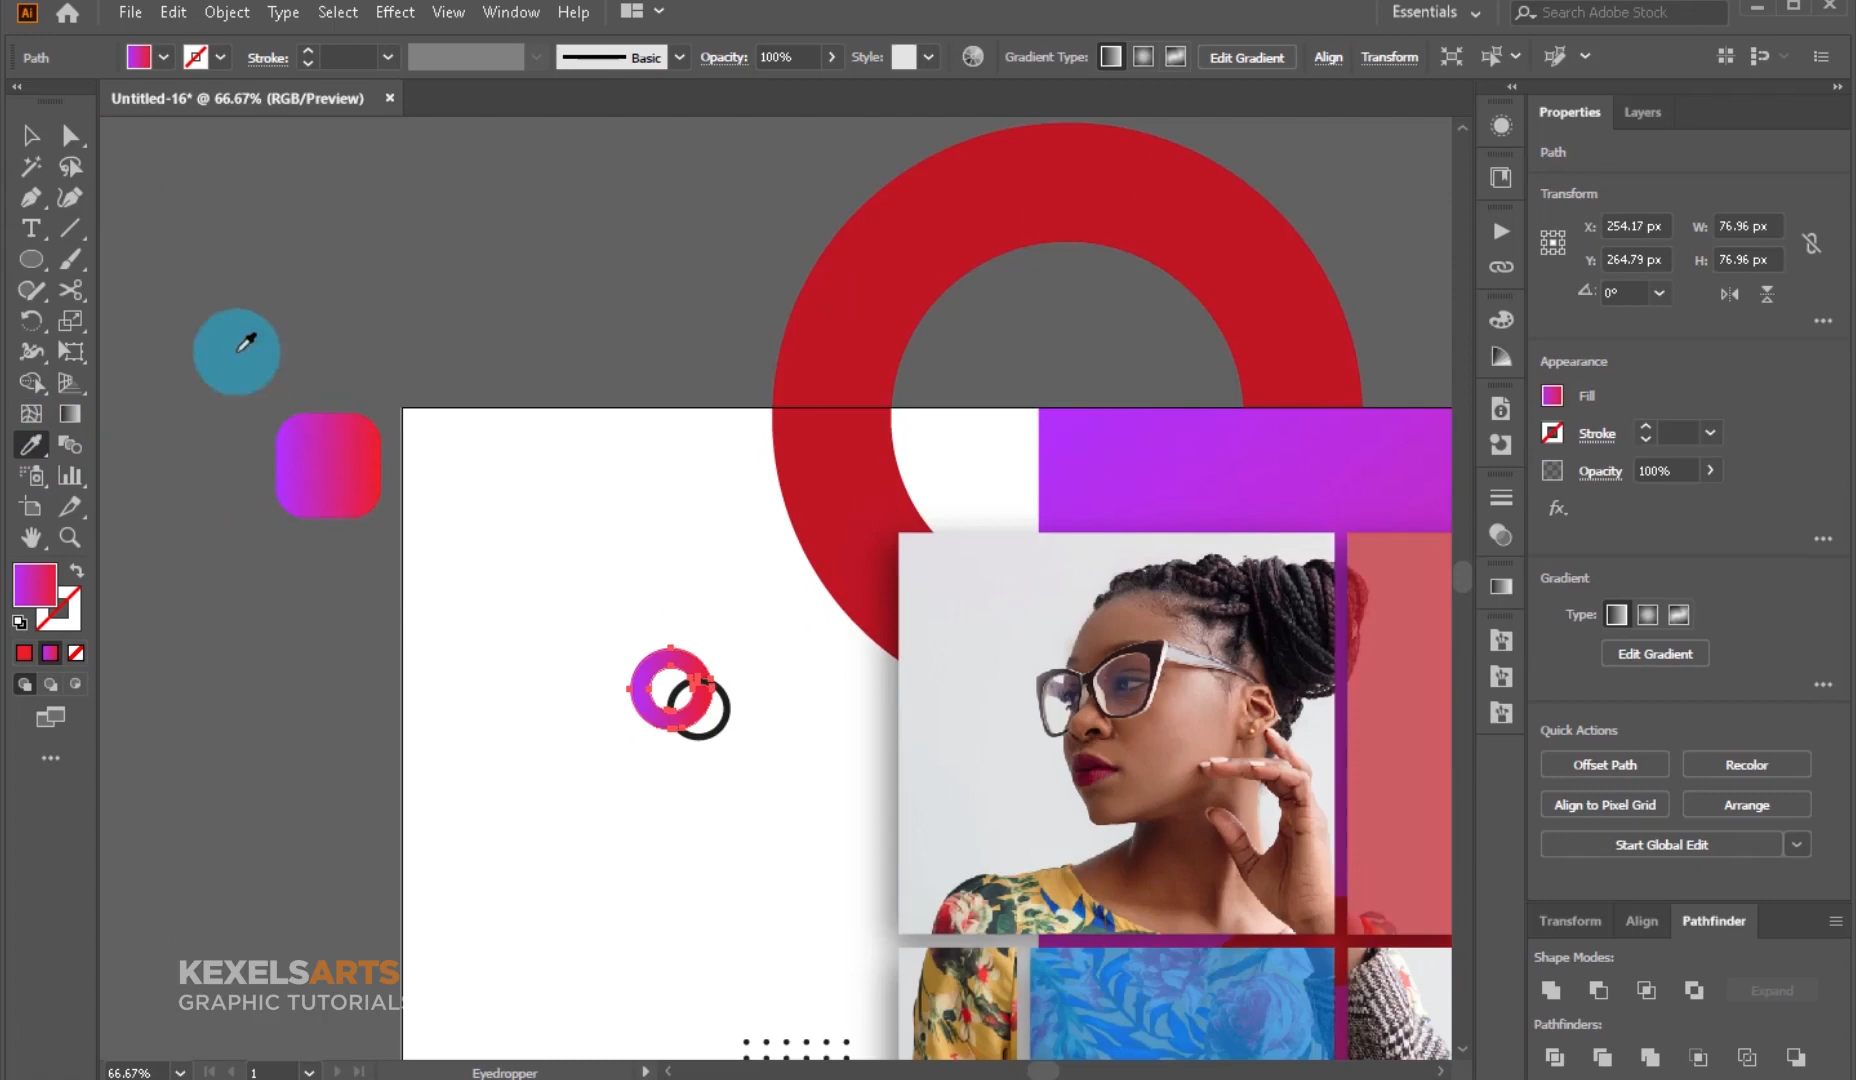 Ai File Edit Object Type Select Effect View Window Help Essentials Search Adobe Stock
Path Stroke: Basic Opacity: 100% Style: Gradient Type: Edit Gradient Align Transform
Untitled-16* @ 66.67% (RGB/Preview) ×
Properties Layers
Path
Transform
X: 254.17 px W: 76.96 px
Y: 264.79 px H: 76.96 px
0°
Appearance
Fill
Stroke
Opacity 100%
fx.
Gradient
Type:
Edit Gradient
Quick Actions
Offset Path Recolor
Align to Pixel Grid Arrange
Start Global Edit
Transform Align Pathfinder
Shape Modes:
Expand
Pathfinders:
KEXELSARTS
GRAPHIC TUTORIALS
66.67% 1 Eyedropper